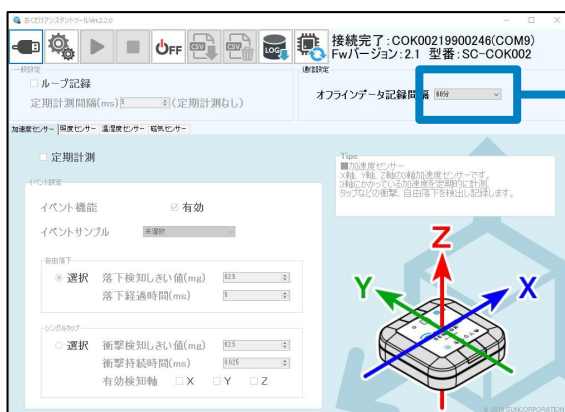 おくだけアシスタントツールVer.2.2.0
OFF CSV CSV LOG
接続完了:COK00219900246(COM9)
Fwバージョン:2.1 型番:SC-COK002
一般設定
ループ記録
定期計測間隔(ms) 5 (定期計測なし)
通信設定
オフラインデータ記録間隔 60分
加速度センサー 照度センサー 温湿度センサー 磁気センサー
定期計測
イベント設定
イベント機能 有効
イベントサンプル 未選択
自由落下
選択 落下検知しきい値(mg) 62.5
落下経過時間(ms) 5
シングルタップ
選択 衝撃検知しきい値(mg) 62.5
衝撃持続時間(ms) 0.625
有効検知軸 X Y Z
Tips
■加速度センサー
X軸、Y軸、Z軸の3軸加速度センサーです。
3軸にかかっている加速度を定期的に計測、
タップなどの衝撃、自由落下を検出し記録します。
Z
Y X
SENSOR
© 2019 SUNCORPORATION